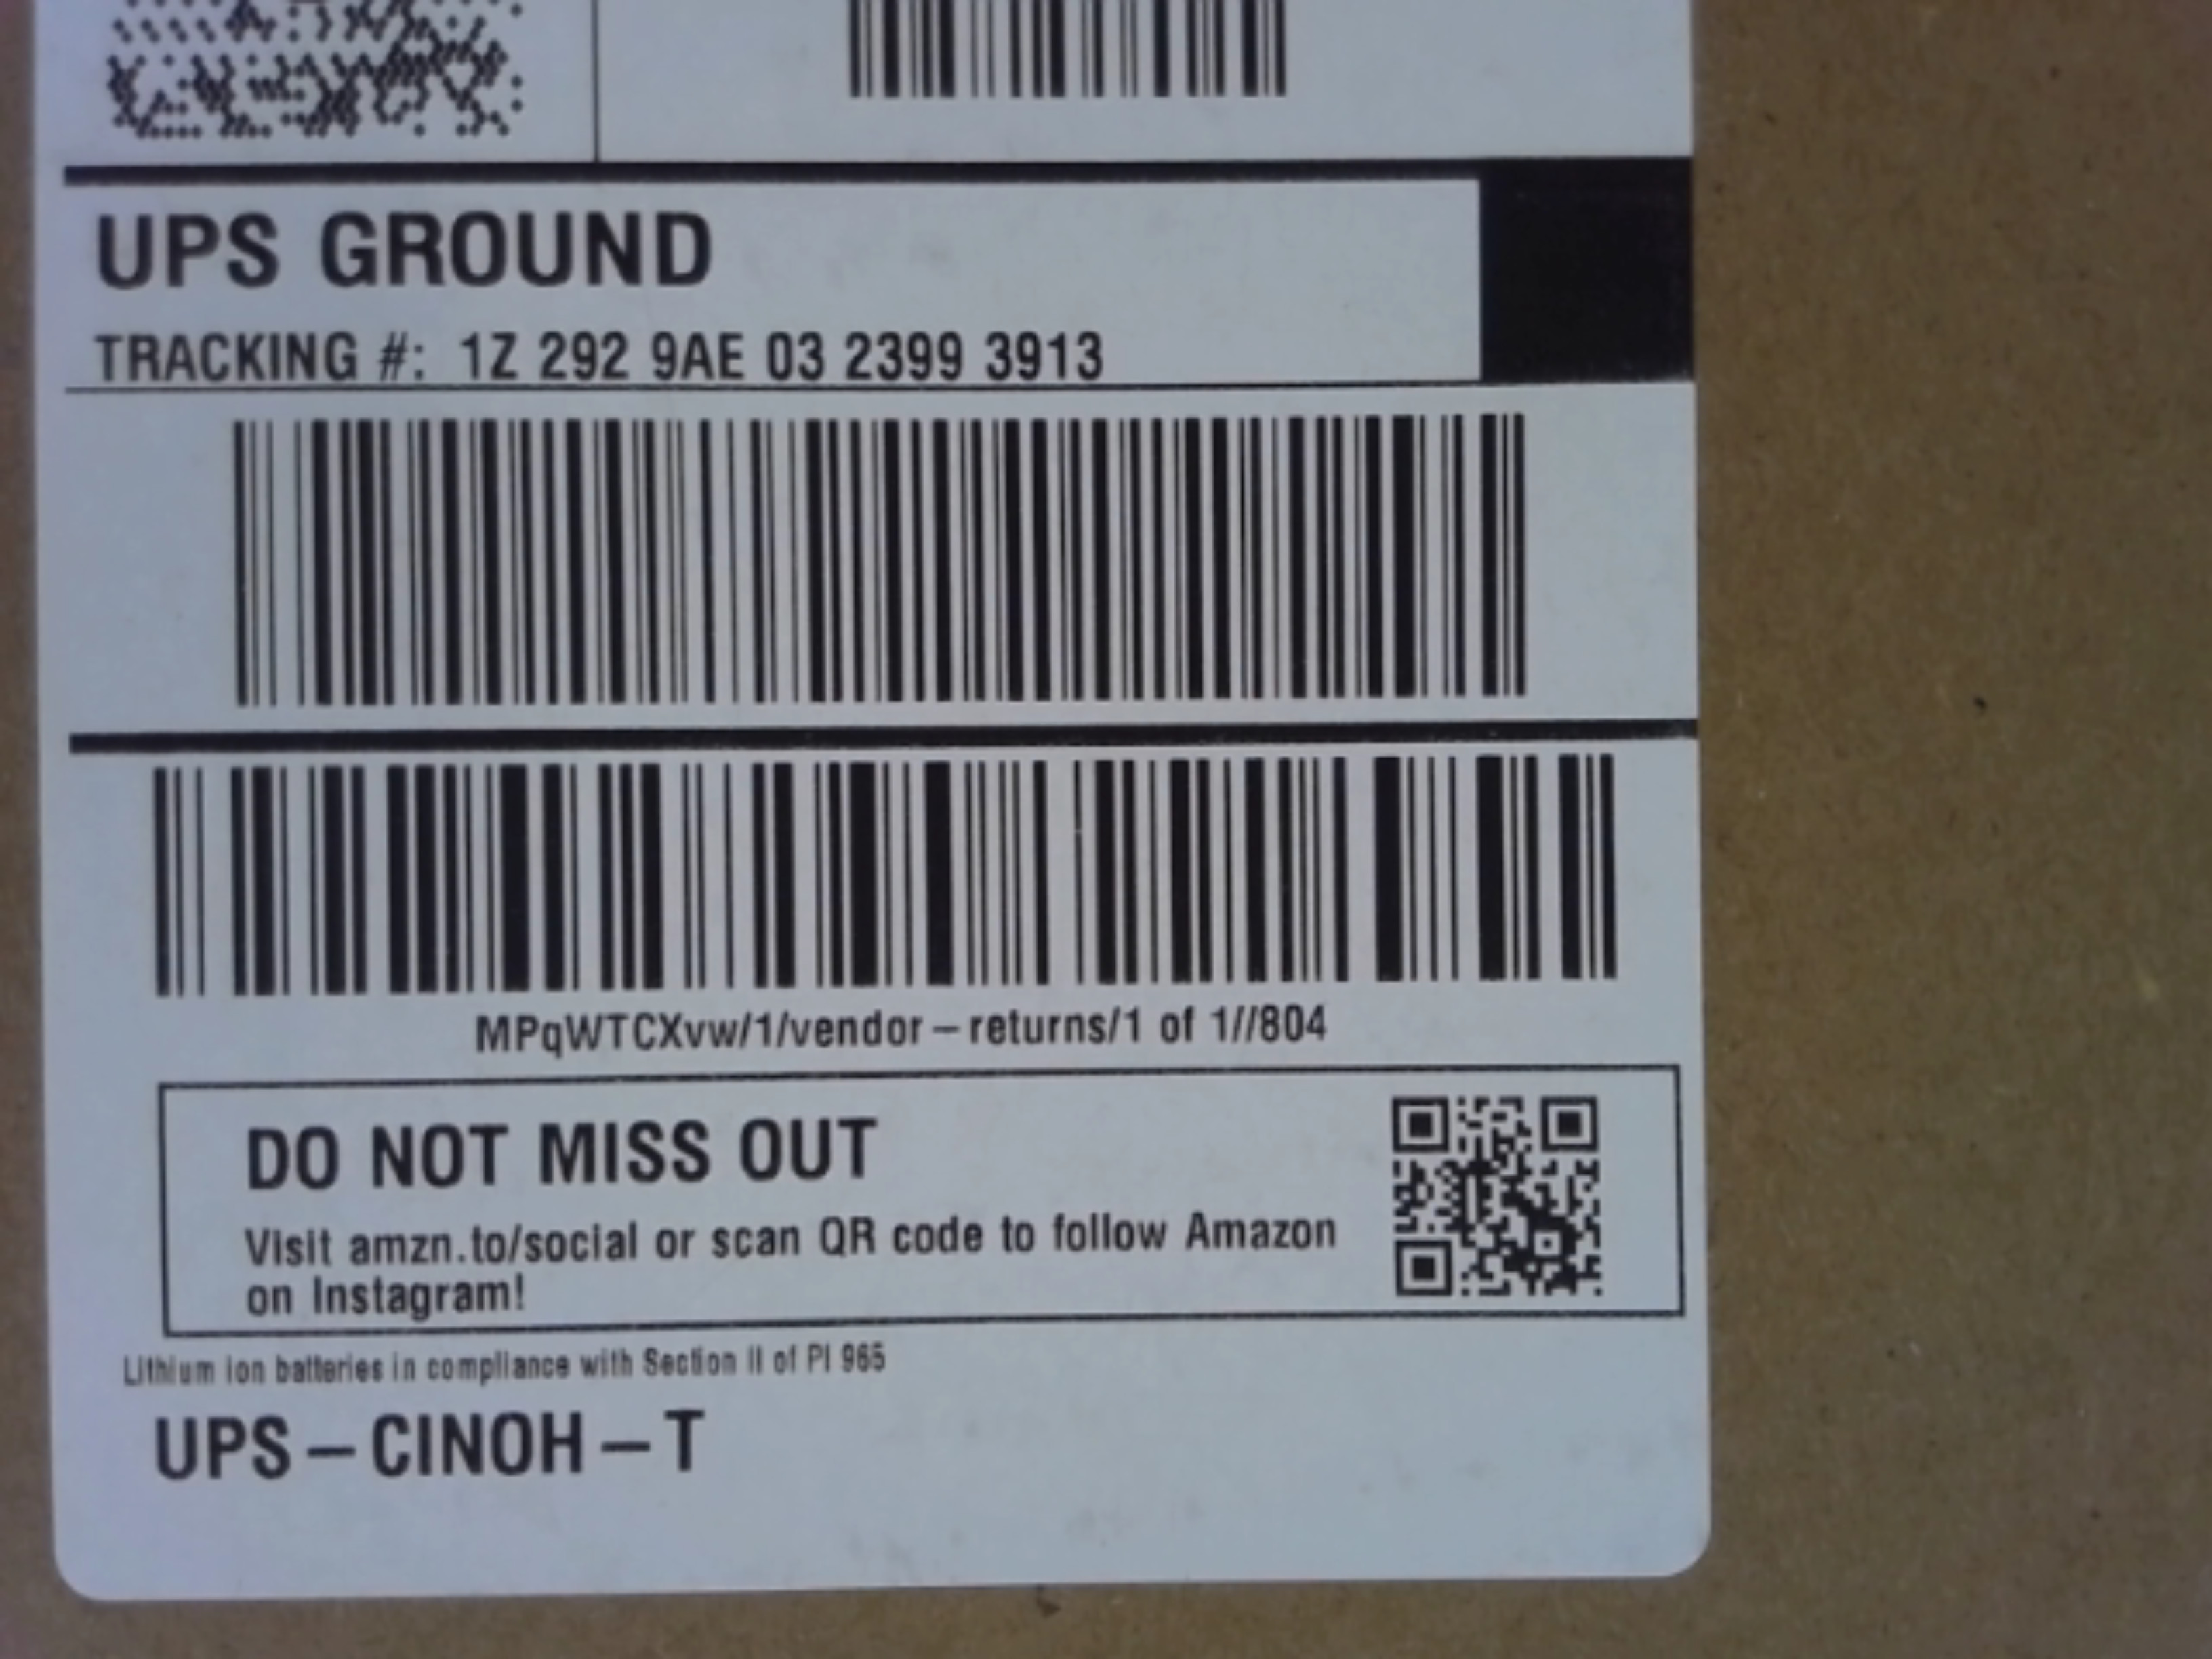 UPS GROUND
TRACKING #: 1Z 292 9AE 03 2399 3913
MPqWTCXvw/1/vendor-returns/1 of 1//804
DO NOT MISS OUT
Visit amzn.to/social or scan QR code to follow Amazon
on Instagram!
Lithium ion batteries in compliance with Section II of PI 965
UPS-CINOH-T